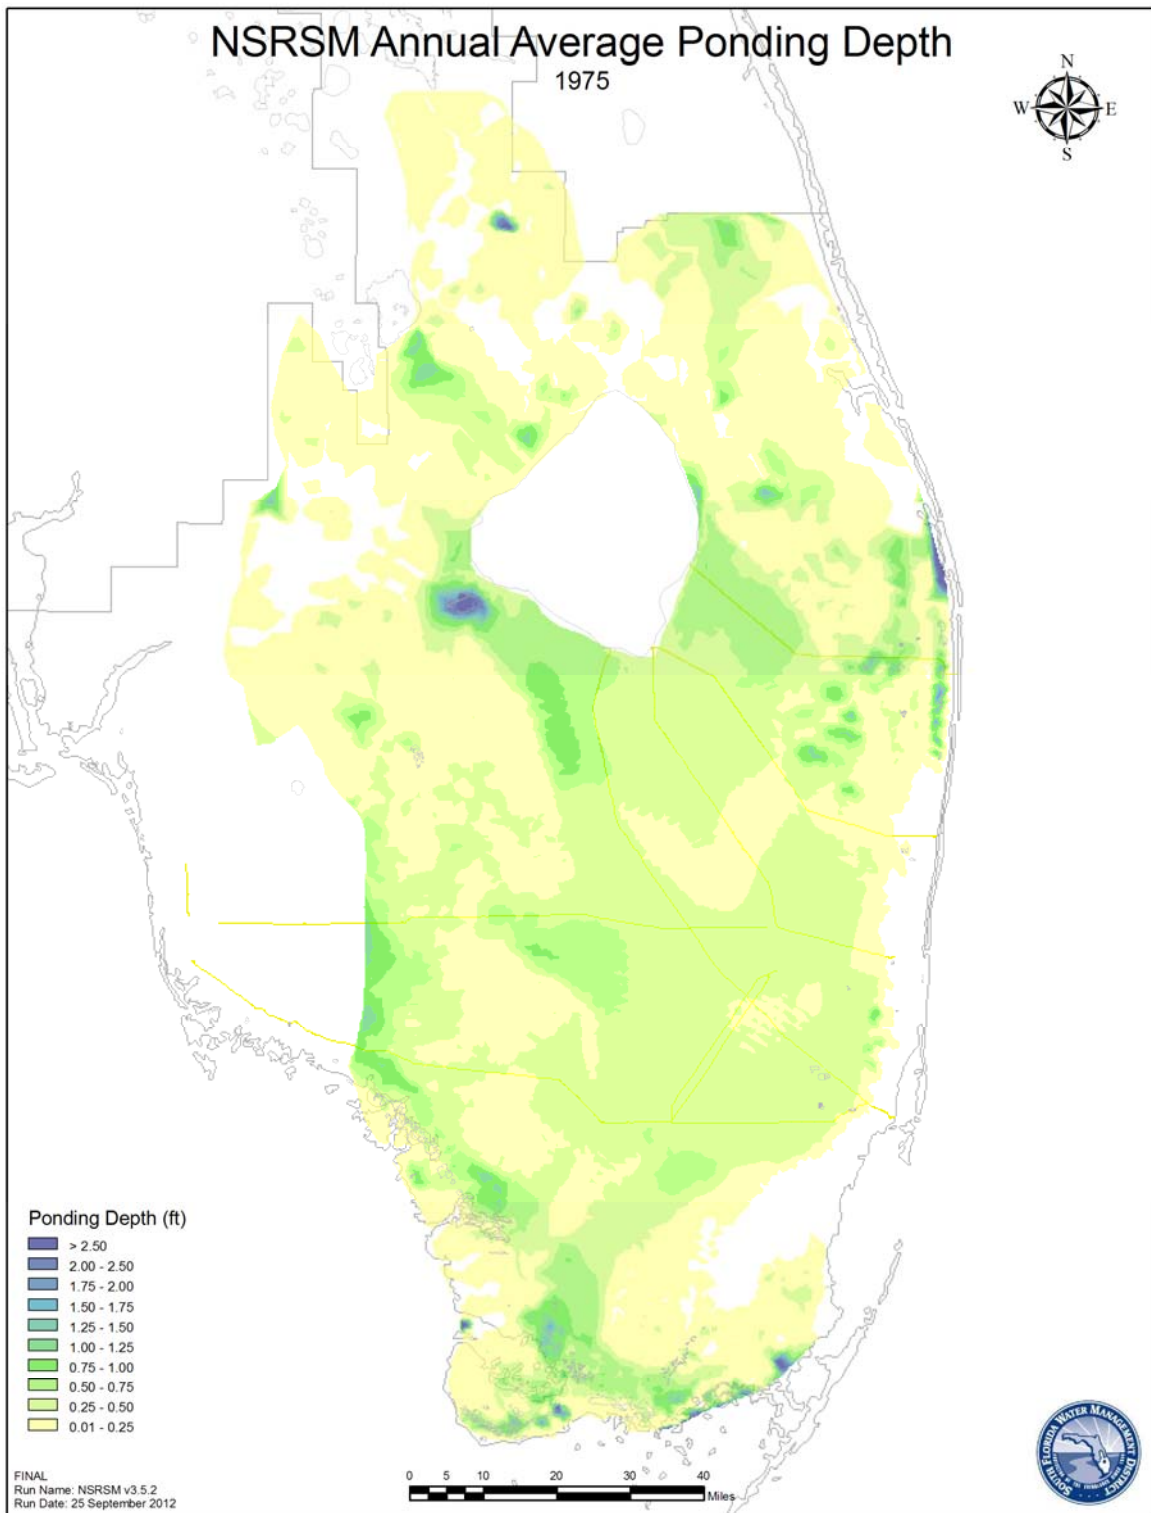 NSRSM Annual Average Ponding Depth
1975
N
W E
S
Ponding Depth (ft)
> 2.50
2.00 - 2.50
1.75 - 2.00
1.50 - 1.75
1.25 - 1.50
1.00 - 1.25
0.75 - 1.00
0.50 - 0.75
0.25 - 0.50
0.01 - 0.25
FINAL
Run Name: NSRSM v3.5.2
Run Date: 25 September 2012
0 5 10 20 30 40
Miles
SOUTH FLORIDA WATER MANAGEMENT DISTRICT